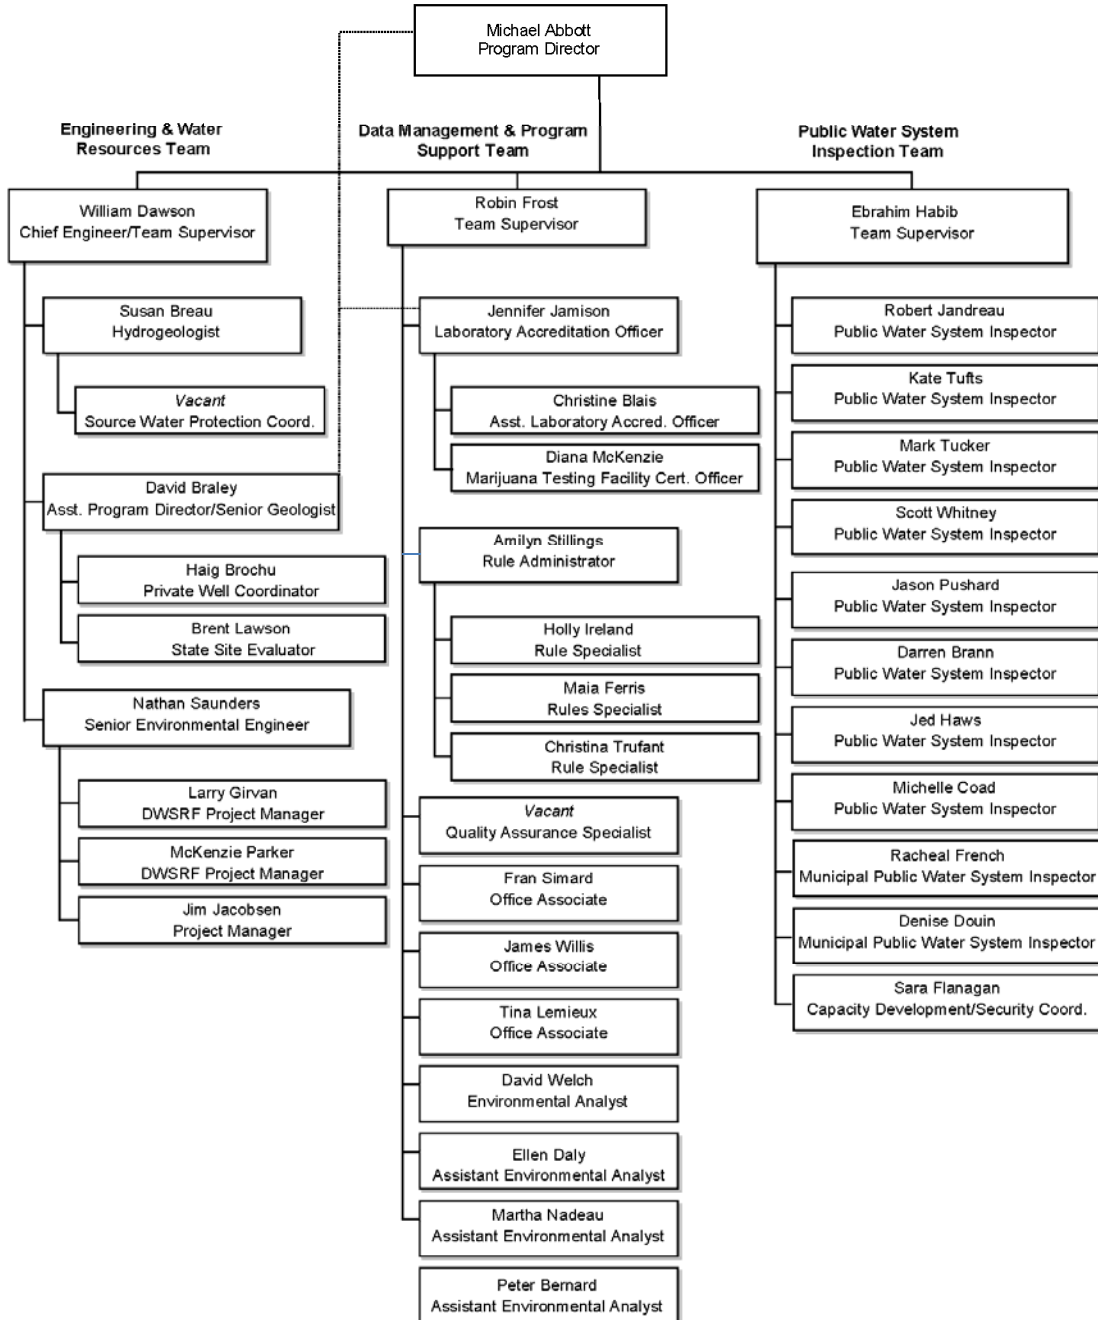 Michael Abbott
Program Director
Engineering & Water
Resources Team
William Dawson
Chief Engineer/Team Supervisor
Susan Breau
Hydrogeologist
Vacant
Source Water Protection Coord.
David Braley
Asst. Program Director/Senior Geologist
Haig Brochu
Private Well Coordinator
Brent Lawson
State Site Evaluator
Nathan Saunders
Senior Environmental Engineer
Larry Girvan
DWSRF Project Manager
McKenzie Parker
DWSRF Project Manager
Jim Jacobsen
Project Manager
Data Management & Program
Support Team
Robin Frost
Team Supervisor
Jennifer Jamison
Laboratory Accreditation Officer
Christine Blais
Asst. Laboratory Accred. Officer
Diana McKenzie
Marijuana Testing Facility Cert. Officer
Amilyn Stillings
Rule Administrator
Holly Ireland
Rule Specialist
Maia Ferris
Rules Specialist
Christina Trufant
Rule Specialist
Vacant
Quality Assurance Specialist
Fran Simard
Office Associate
James Willis
Office Associate
Tina Lemieux
Office Associate
David Welch
Environmental Analyst
Ellen Daly
Assistant Environmental Analyst
Martha Nadeau
Assistant Environmental Analyst
Peter Bernard
Assistant Environmental Analyst
Public Water System
Inspection Team
Ebrahim Habib
Team Supervisor
Robert Jandreau
Public Water System Inspector
Kate Tufts
Public Water System Inspector
Mark Tucker
Public Water System Inspector
Scott Whitney
Public Water System Inspector
Jason Pushard
Public Water System Inspector
Darren Brann
Public Water System Inspector
Jed Haws
Public Water System Inspector
Michelle Coad
Public Water System Inspector
Racheal French
Municipal Public Water System Inspector
Denise Douin
Municipal Public Water System Inspector
Sara Flanagan
Capacity Development/Security Coord.